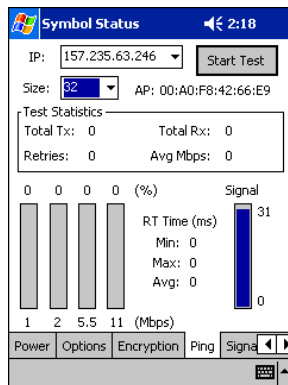 Symbol Status 2:18
IP: 157.235.63.246 Start Test
Size: 32 AP: 00:A0:F8:42:66:E9
Test Statistics
Total Tx: 0 Total Rx: 0
Retries: 0 Avg Mbps: 0
0 0 0 0 (%) Signal
31
RT Time (ms)
Min: 0
Max: 0
Avg: 0
0
1 2 5.5 11 (Mbps)
Power Options Encryption Ping Signa